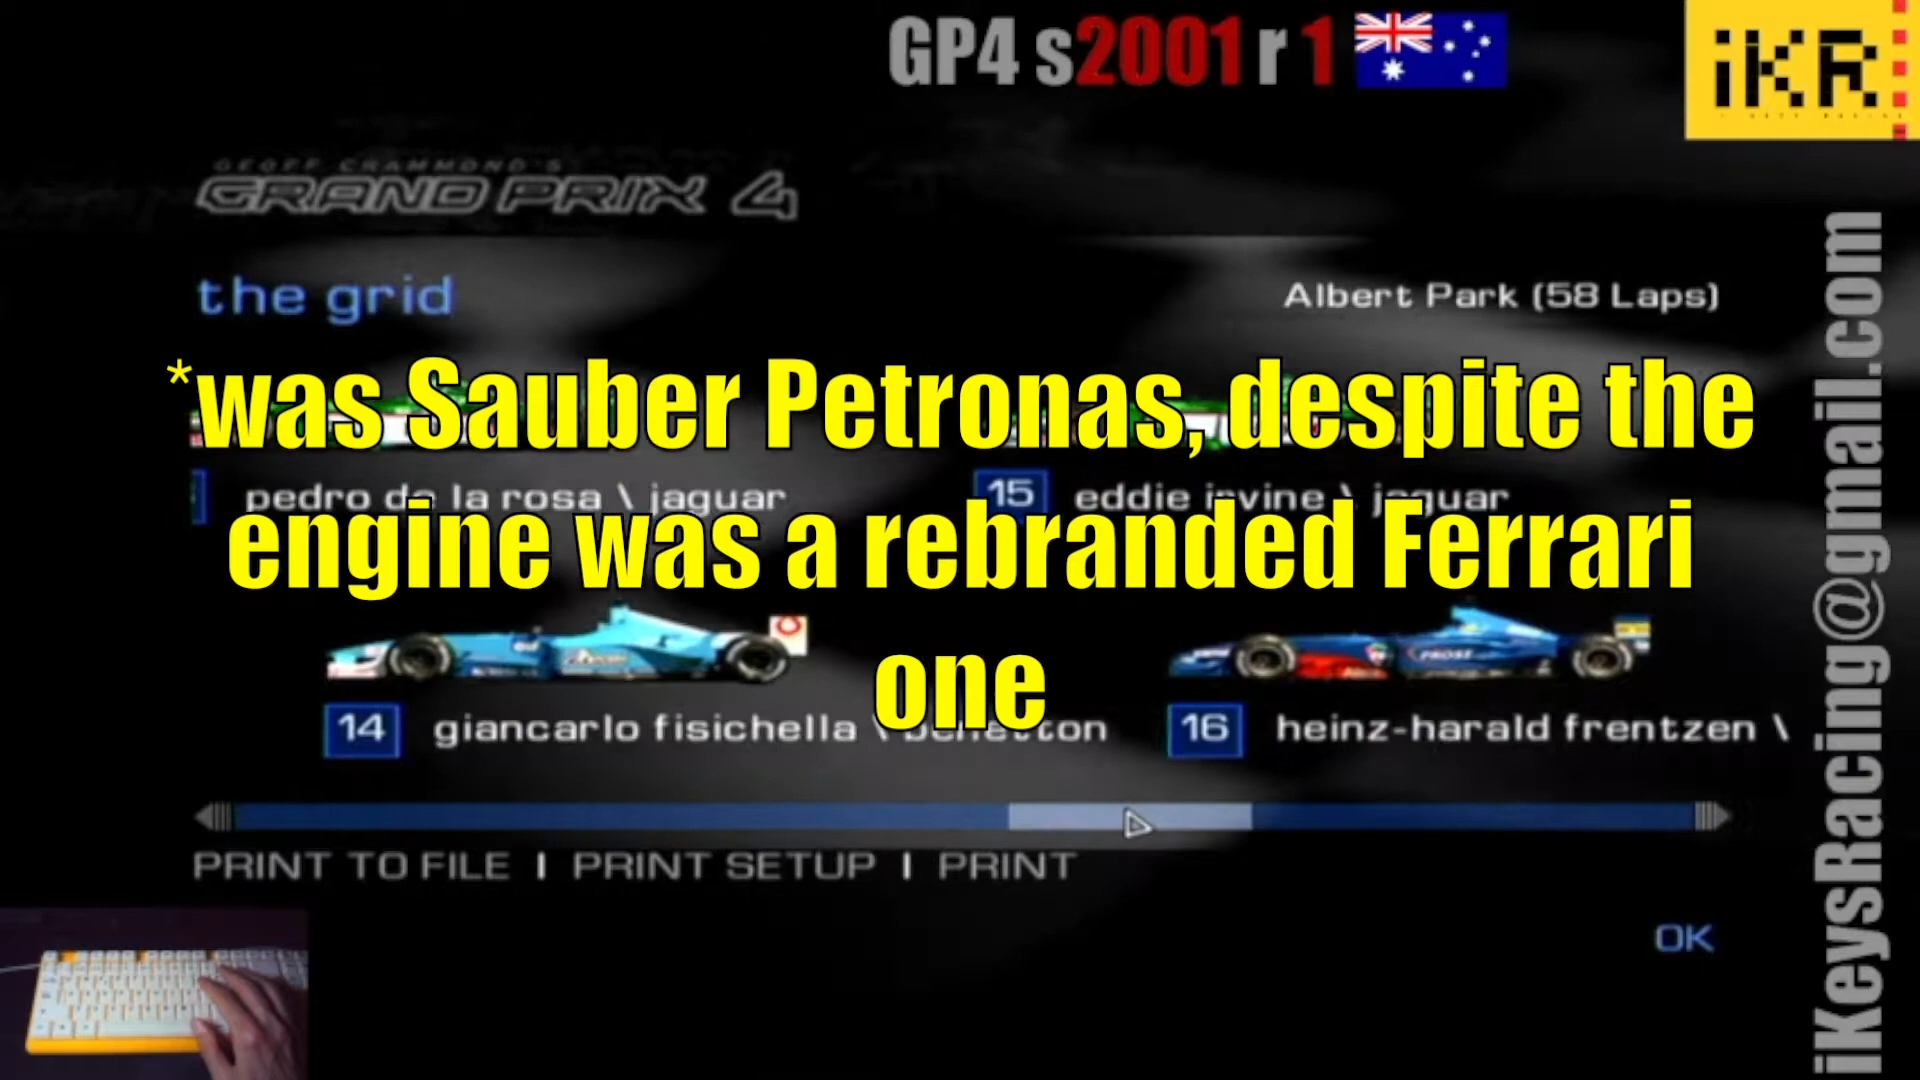 GP4 s2001 r 1
iKR
GEOFF CRAMMOND'S
GRAND PRIX 4
the grid
Albert Park (58 Laps)
*was Sauber Petronas, despite the
pedro de la rosa \ jaguar
15 eddie irvine \ jaguar
engine was a rebranded Ferrari
one
PROST
14 giancarlo fisichella \ benetton
16 heinz-harald frentzen \
PRINT TO FILE | PRINT SETUP | PRINT
OK
iKeysRacing@gmail.com